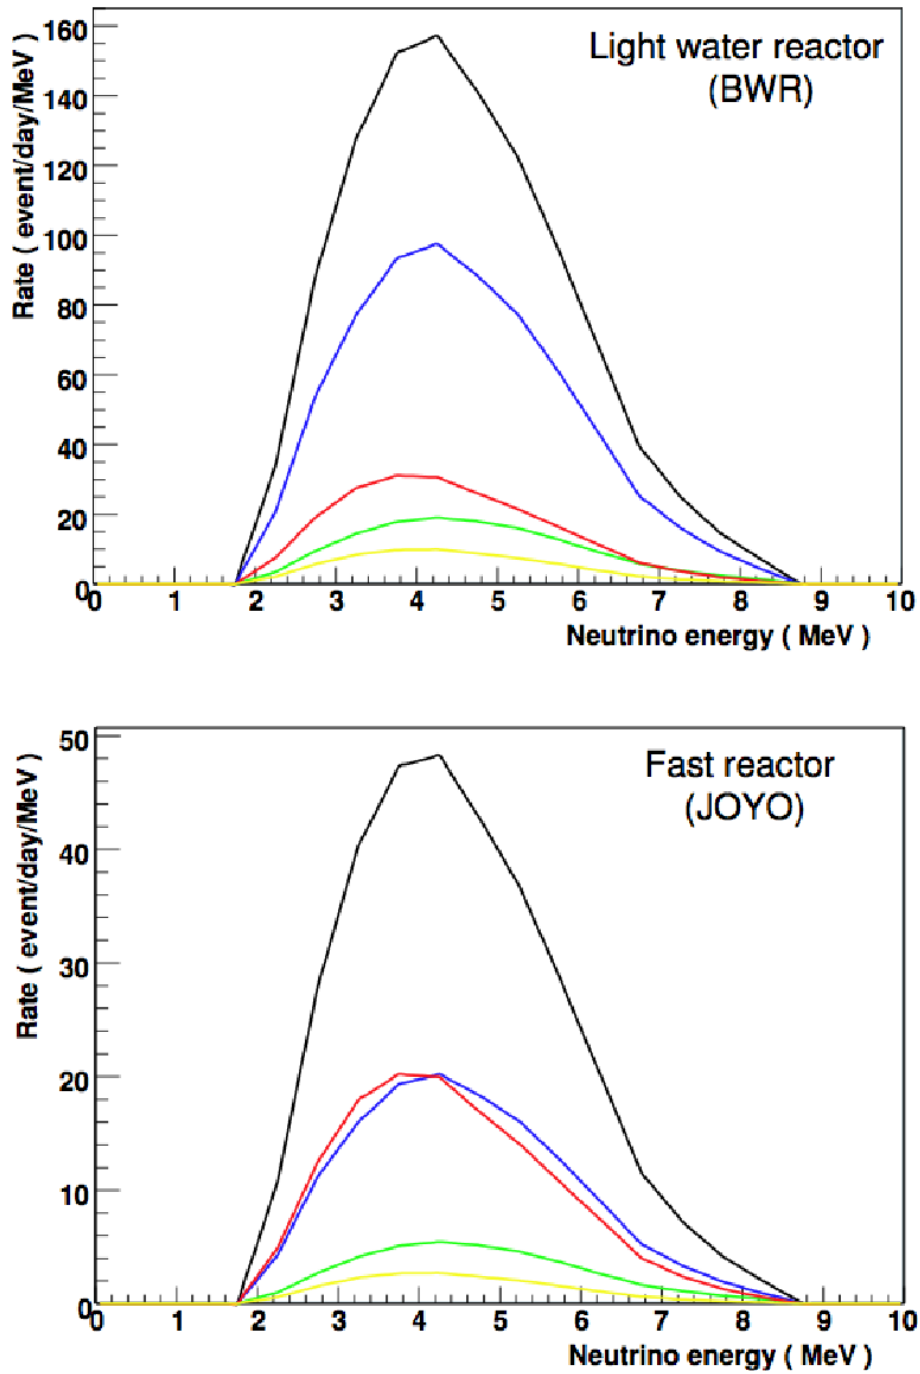 Light water reactor
(BWR)
Rate ( event/day/MeV )
160
140
120
100
80
60
40
20
0
0 1 2 3 4 5 6 7 8 9 10
Neutrino energy ( MeV )
Fast reactor
(JOYO)
Rate ( event/day/MeV )
50
40
30
20
10
0
0 1 2 3 4 5 6 7 8 9 10
Neutrino energy ( MeV )